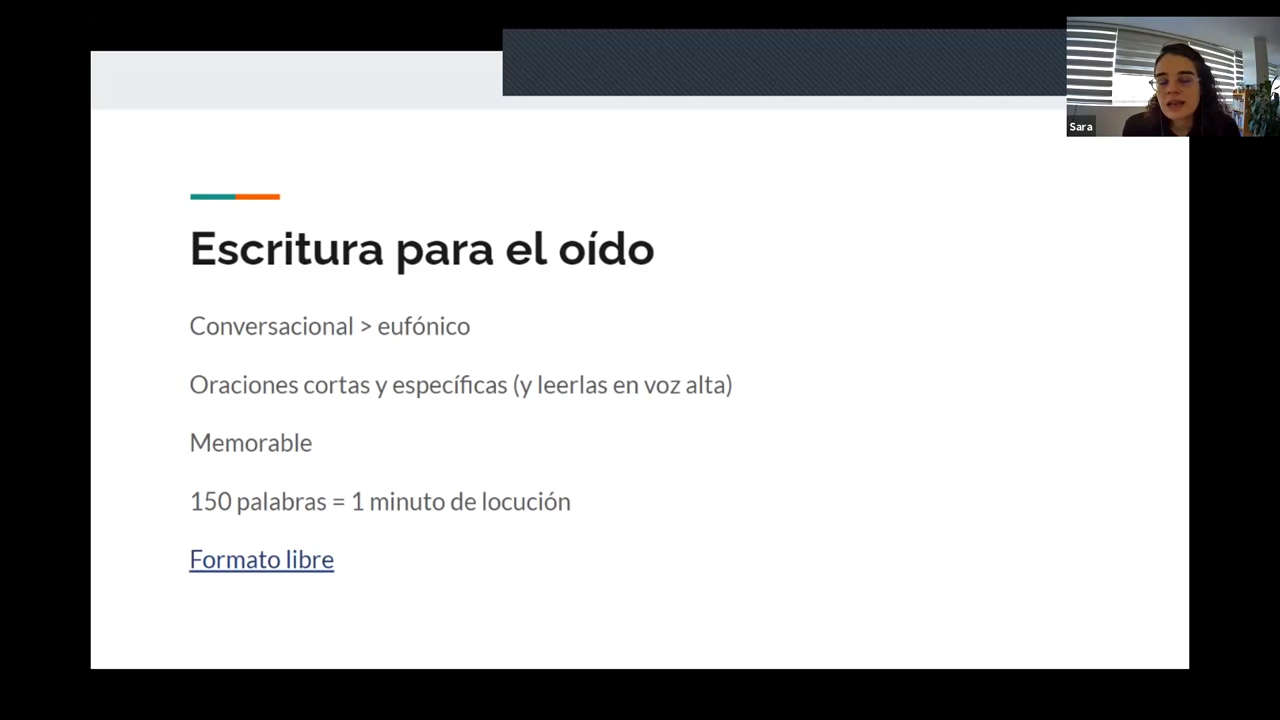 Sara
Escritura para el oído
Conversacional > eufónico
Oraciones cortas y específicas (y leerlas en voz alta)
Memorable
150 palabras = 1 minuto de locución
Formato libre